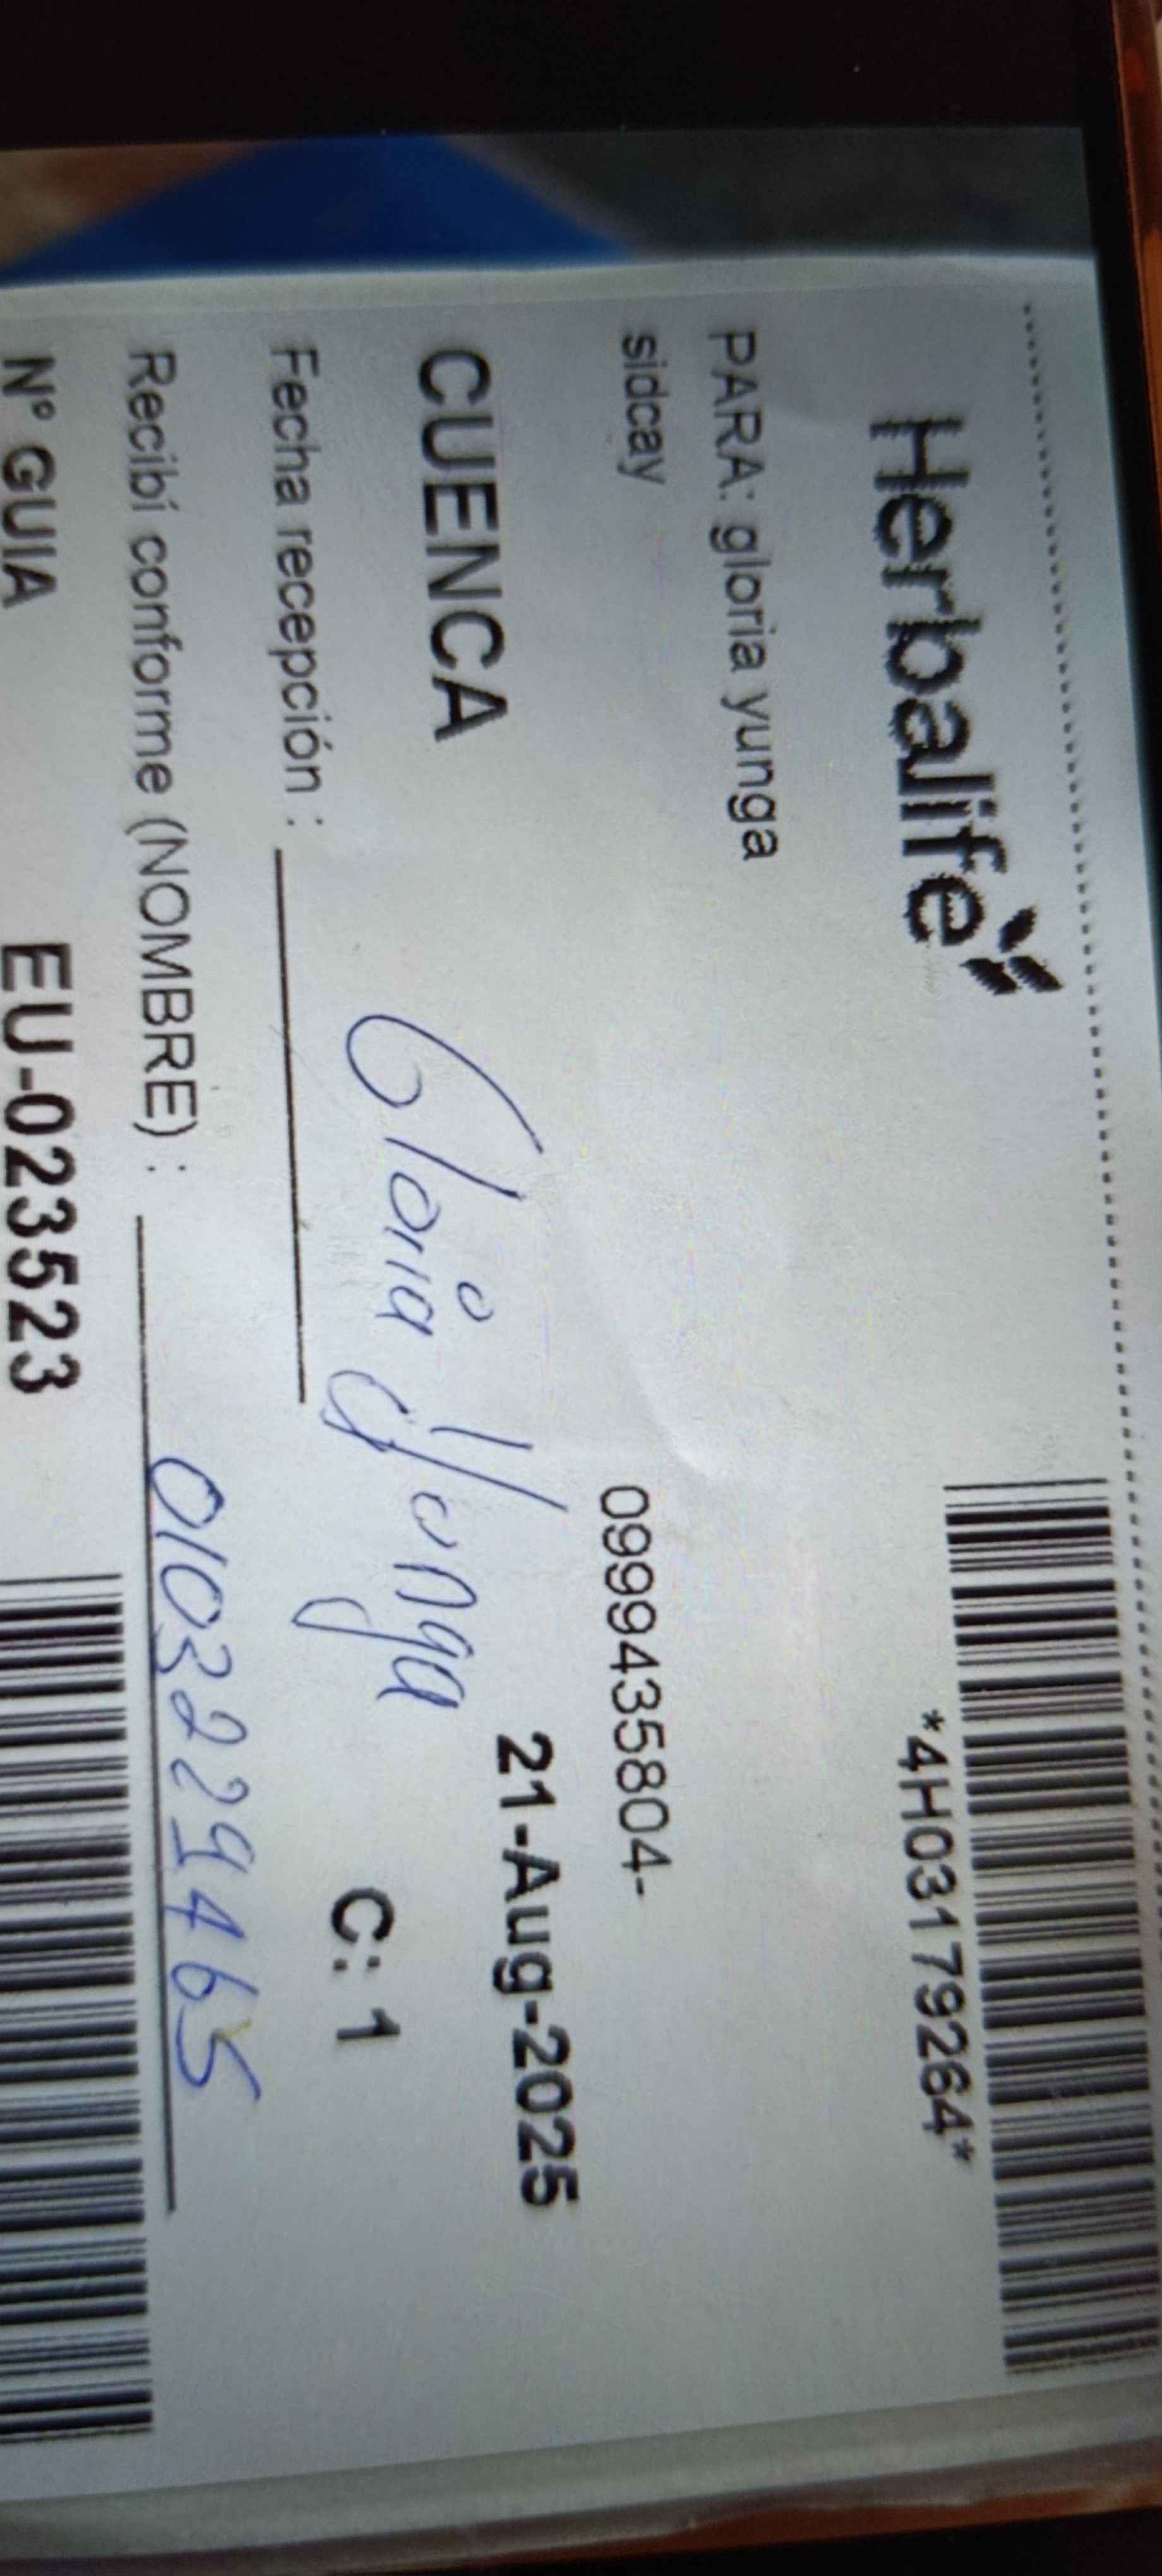 Herbalife
*4H03179264*
PARA: gloria yunga
sidcay
0999435804-
CUENCA
21-Aug-2025
Gloria Yunga
Fecha recepción :
C: 1
0103229465
Recibí conforme (NOMBRE) :
N° GUIA
EU-023523